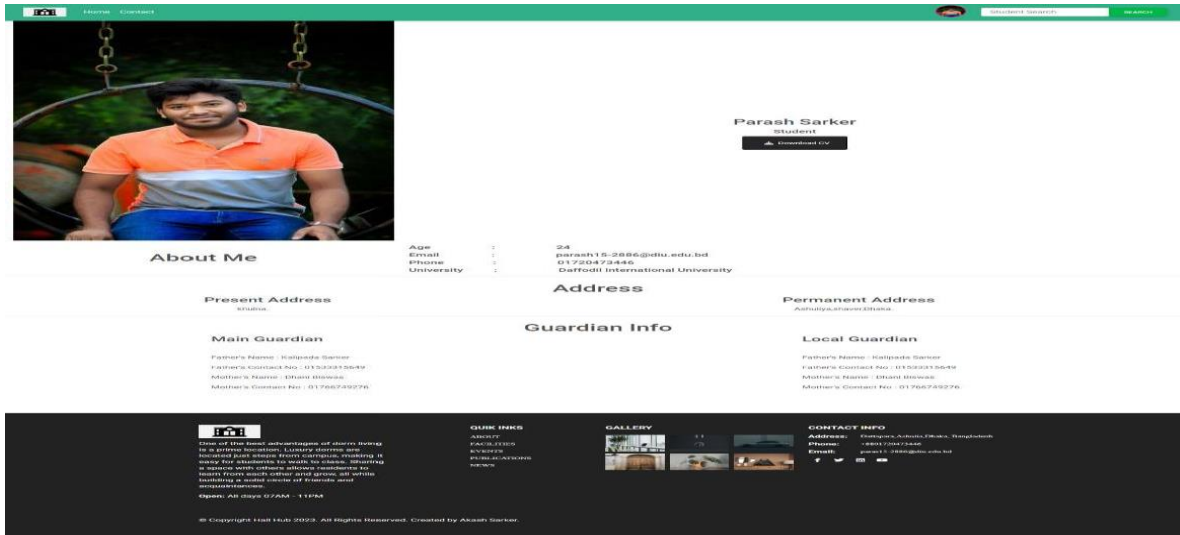 Home Contact
Student Search
SEARCH
Parash Sarker
Student
Download CV
About Me
Age : 24
Email : parash15-2886@diu.edu.bd
Phone : 01720473446
University : Daffodil International University
Address
Present Address
khulna.
Permanent Address
Ashuliya,shaver,Dhaka.
Guardian Info
Main Guardian
Father's Name : Kalipada Sarker
Father's Contact No : 01533315649
Mother's Name : Dhani Biswas
Mother's Contact No : 01766749276
Local Guardian
Father's Name : Kalipada Sarker
Father's Contact No : 01533315649
Mother's Name : Dhani Biswas
Mother's Contact No : 01766749276
One of the best advantages of dorm living
is a prime location. Luxury dorms are
located just steps from campus, making it
easy for students to walk to class. Sharing
a space with others allows residents to
learn from each other and grow, all while
building a solid circle of friends and
acquaintances.
Open: All days 07AM - 11PM
QUIK INKS
ABOUT
FACILITIES
EVENTS
PUBLICATIONS
NEWS
GALLERY
CONTACT INFO
Address: Dattapara,Ashulia,Dhaka, Bangladesh
Phone: +8801720473446
Email: paras15-2886@diu.edu.bd
© Copyright Hall Hub 2023. All Rights Reserved. Created by Akash Sarker.